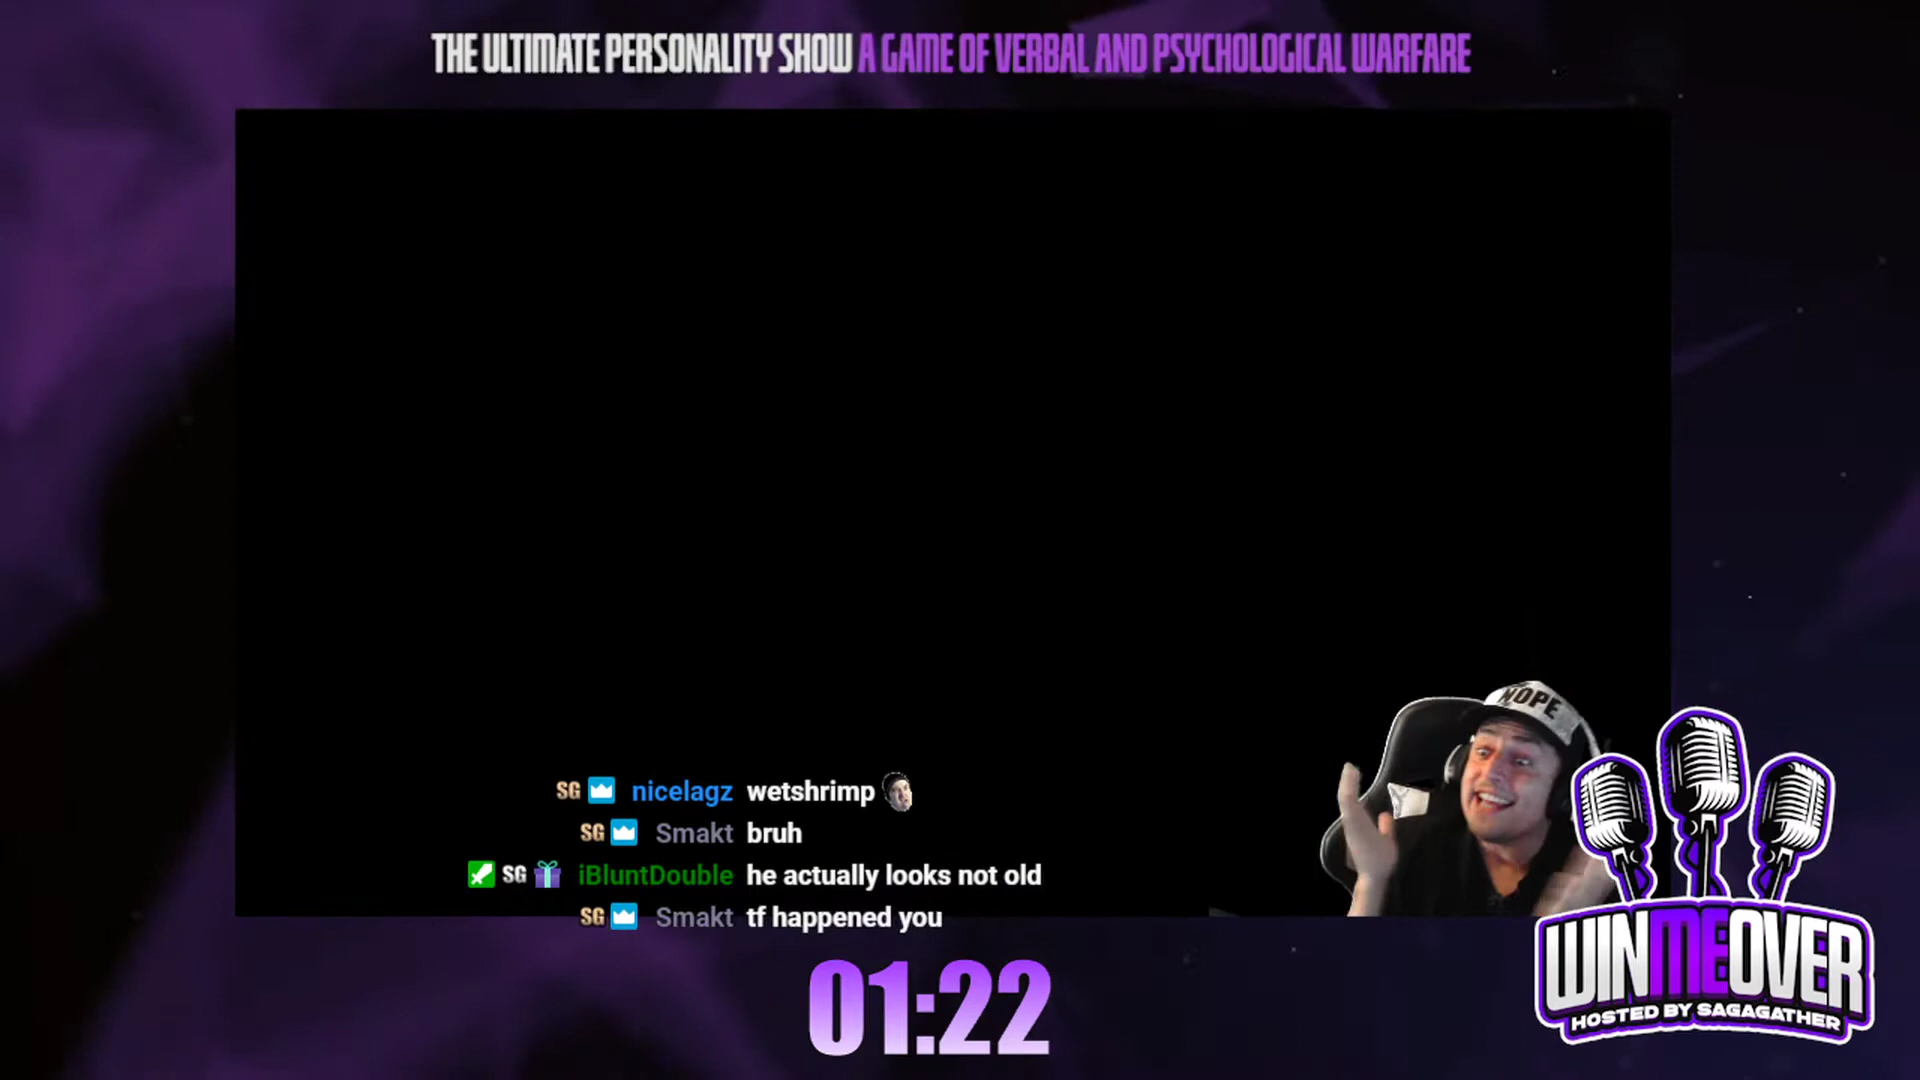 THE ULTIMATE PERSONALITY SHOW A GAME OF VERBAL AND PSYCHOLOGICAL WARFARE
NOPE
SG nicelagz wetshrimp
SG Smakt bruh
SG iBluntDouble he actually looks not old
SG Smakt tf happened you
01:22
WINMEOVER
HOSTED BY SAGAGATHER